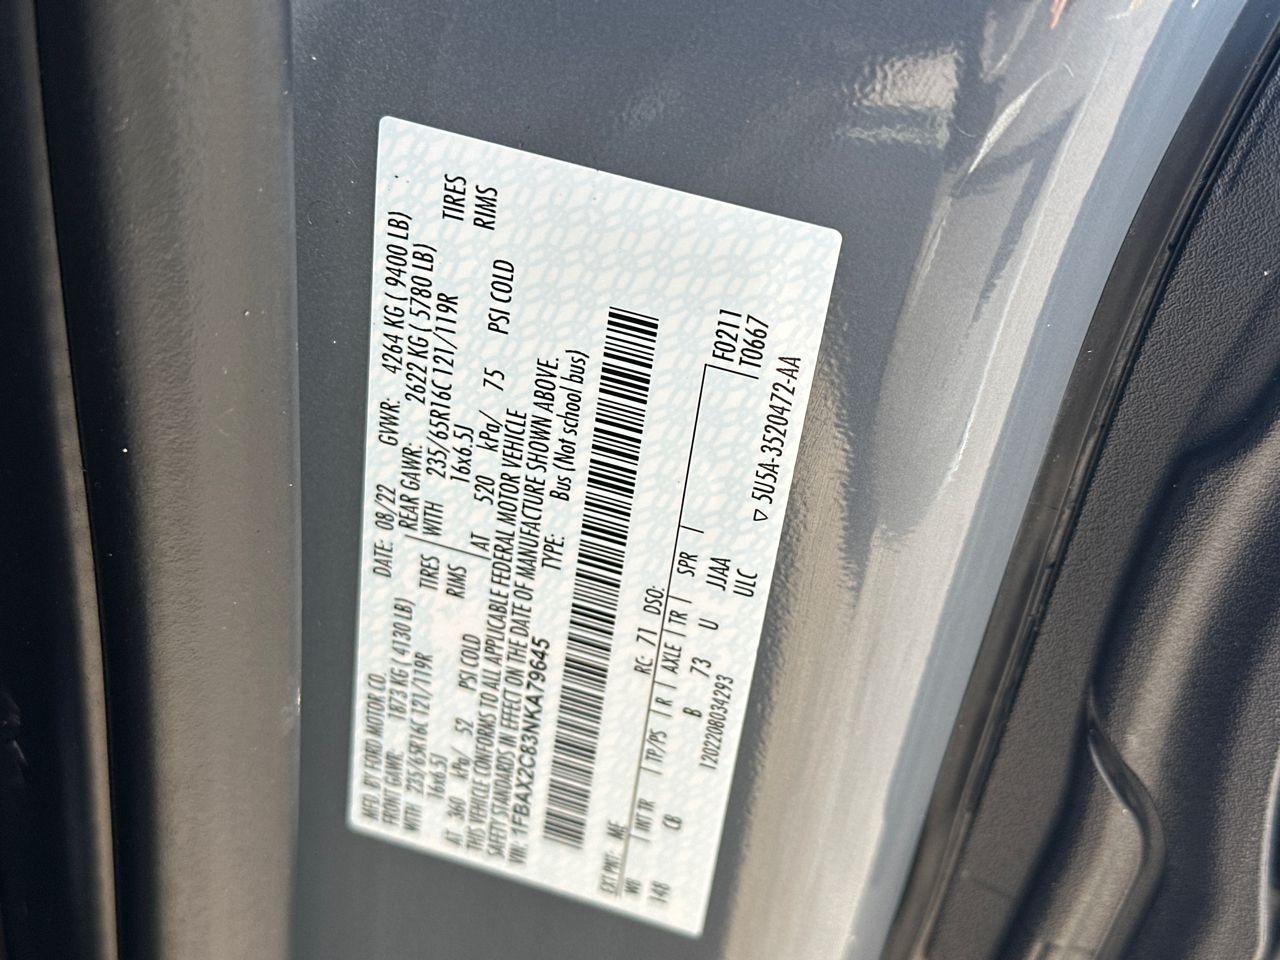 MFD. BY FORD MOTOR CO.
DATE: 08/22 GVWR: 4264 KG ( 9400 LB)
FRONT GAWR: 1873 KG ( 4130 LB)
REAR GAWR: 2622 KG ( 5780 LB)
WITH 235/65R16C 121/119R TIRES
WITH 235/65R16C 121/119R TIRES
16x6.5J RIMS
16x6.5J RIMS
AT 360 kPa/ 52 PSI COLD
AT 520 kPa/ 75 PSI COLD
THIS VEHICLE CONFORMS TO ALL APPLICABLE FEDERAL MOTOR VEHICLE
SAFETY STANDARDS IN EFFECT ON THE DATE OF MANUFACTURE SHOWN ABOVE.
VIN: 1FBAX2C83NKA79645 TYPE: Bus (Not school bus)
EXT PNT: ME RC: 71 DSO:
WB INT TR TP/PS R AXLE TR SPR F0211
148 CB B 73 U JJAA T0667
1202208034293 ULC
▽ 5U5A-3520472-AA